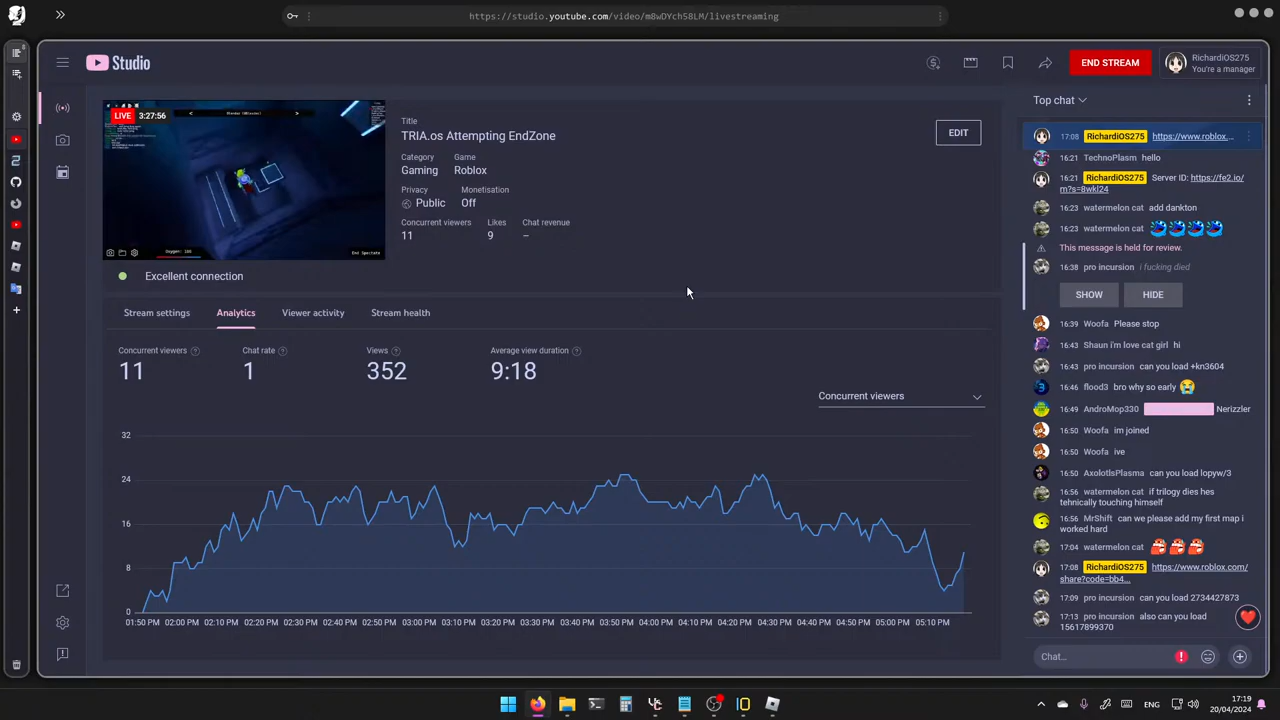 https://studio.youtube.com/video/m8wDYch58LM/livestreaming
Studio
END STREAM
RichardiOS275
You're a manager
LIVE 3:27:56
Title
TRIA.os Attempting EndZone
Category Game
Gaming Roblox
Privacy Monetisation
Public Off
Concurrent viewers Likes Chat revenue
11 9 –
EDIT
Excellent connection
Stream settings Analytics Viewer activity Stream health
Concurrent viewers Chat rate Views Average view duration
11 1 352 9:18
Concurrent viewers
32
24
16
8
0
01:50 PM 02:00 PM 02:10 PM 02:20 PM 02:30 PM 02:40 PM 02:50 PM 03:00 PM 03:10 PM 03:20 PM 03:30 PM 03:40 PM 03:50 PM 04:00 PM 04:10 PM 04:20 PM 04:30 PM 04:40 PM 04:50 PM 05:00 PM 05:10 PM
Top chat
17:08 RichardiOS275 https://www.roblox,...
16:21 TechnoPlasm hello
16:21 RichardiOS275 Server ID: https://fe2.io/
m?s=8wkl24
16:23 watermelon cat add dankton
16:23 watermelon cat
This message is held for review.
16:38 pro incursion i fucking died
SHOW HIDE
16:39 Woofa Please stop
16:43 Shaun i'm love cat girl hi
16:43 pro incursion can you load +kn3604
16:46 flood3 bro why so early 😭
16:49 AndroMop330 Nerizzler
16:50 Woofa im joined
16:50 Woofa ive
16:50 AxolotlsPlasma can you load lopyw/3
16:56 watermelon cat if trilogy dies hes
tehnically touching himself
16:56 MrShift can we please add my first map i
worked hard
17:04 watermelon cat
17:08 RichardiOS275 https://www.roblox.com/
share?code=bb4...
17:09 pro incursion can you load 2734427873
17:13 pro incursion also can you load
15617899370
Chat...
ENG
17:19
20/04/2024